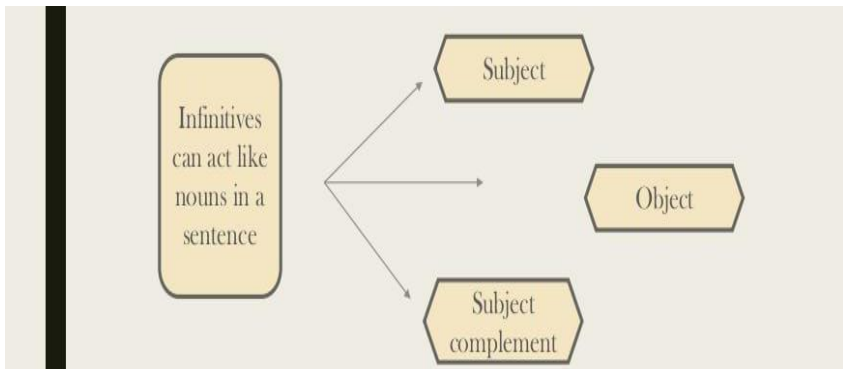 Infinitives
can act like
nouns in a
sentence
Subject
Object
Subject
complement